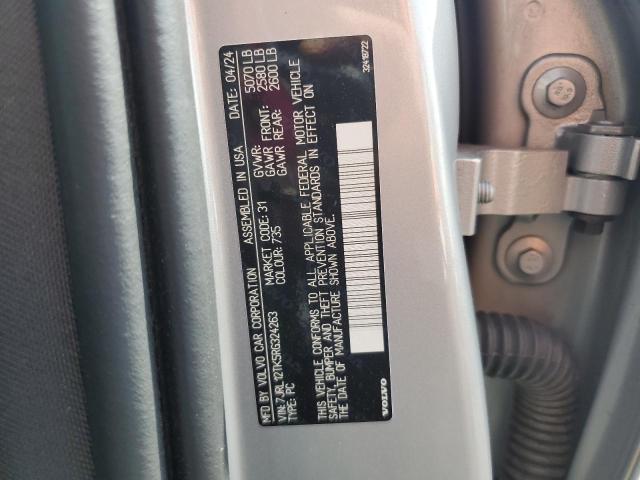 MFD BY VOLVO CAR CORPORATION ASSEMBLED IN USA DATE: 04/24
VIN: 7JRL12TK5RG324263 GVWR: 5070 LB
TYPE: PC MARKET CODE: 31 GAWR FRONT: 2580 LB
COLOUR: 735 GAWR REAR: 2600 LB
THIS VEHICLE CONFORMS TO ALL APPLICABLE FEDERAL MOTOR VEHICLE
SAFETY, BUMPER AND THEFT PREVENTION STANDARDS IN EFFECT ON
THE DATE OF MANUFACTURE SHOWN ABOVE.
VOLVO
32419722